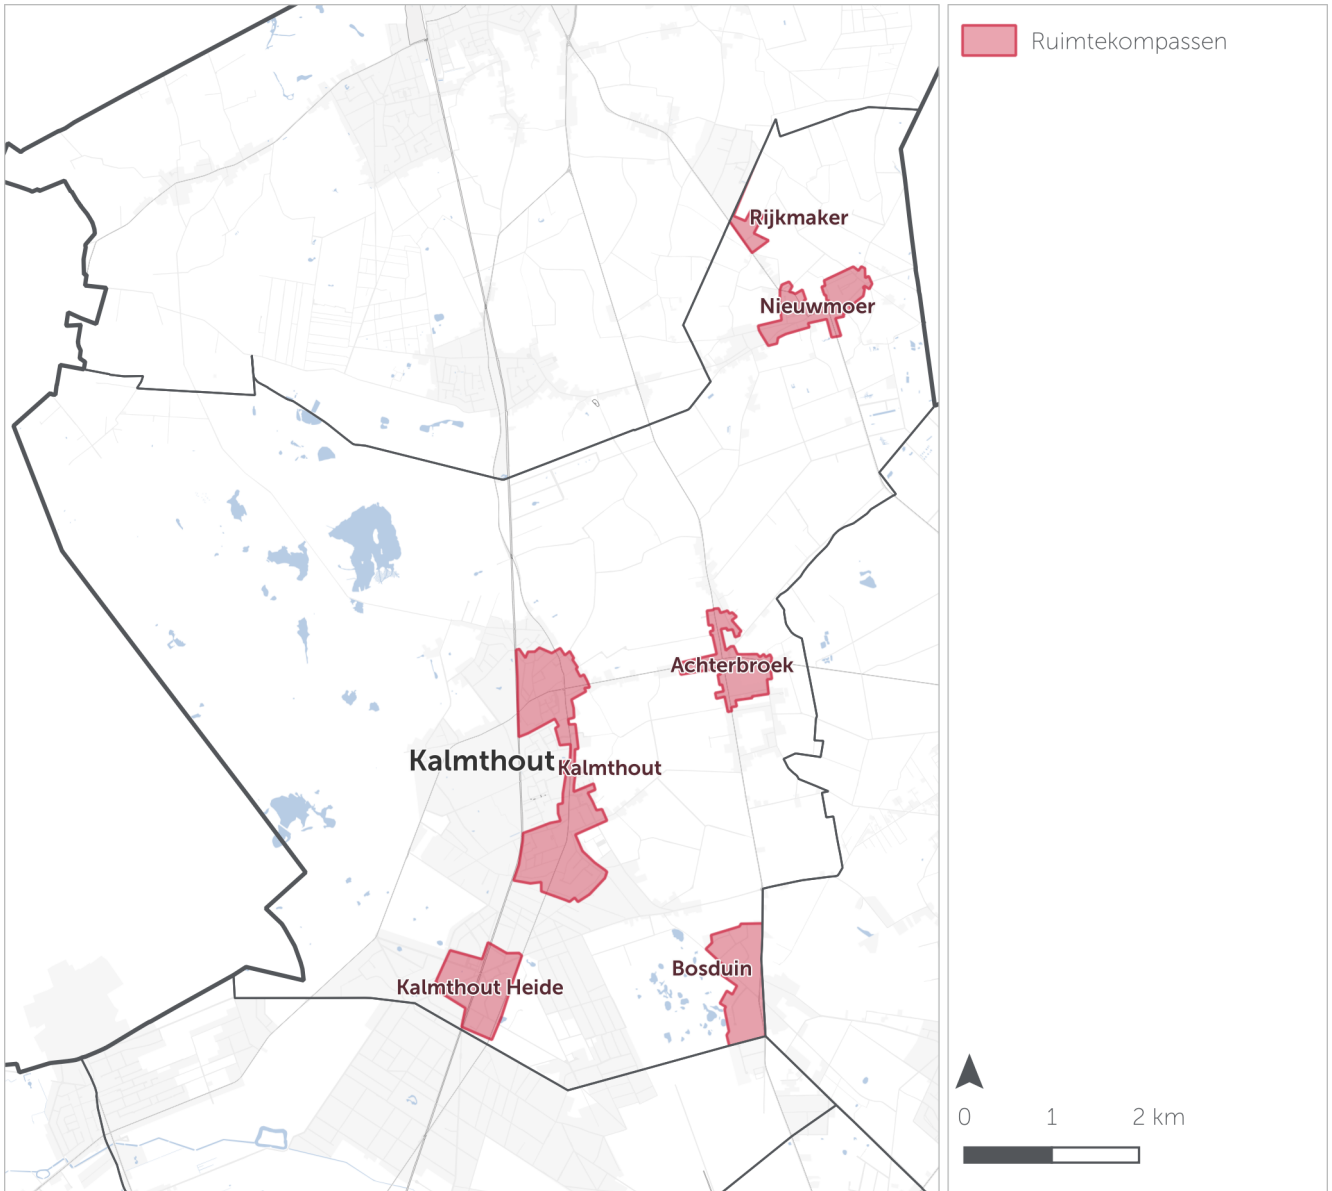 Ruimtekompassen
Rijkmaker
Nieuwmoer
Achterbroek
Kalmthout
Kalmthout
Bosduin
Kalmthout Heide
0 1 2 km